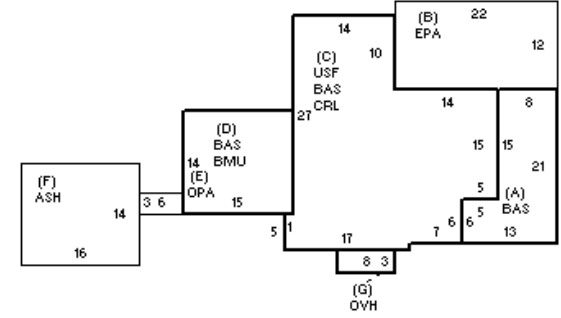 (B)
EPA
22
12
14
10
(C)
USF
BAS
CRL
14
8
27
(D)
BAS
BMU
15
15
14
(E)
OPA
21
(F)
ASH
14
3 6
15
5
5
(A)
BAS
16
5
1
17
7
6
6
13
8 3
(G)
OVH